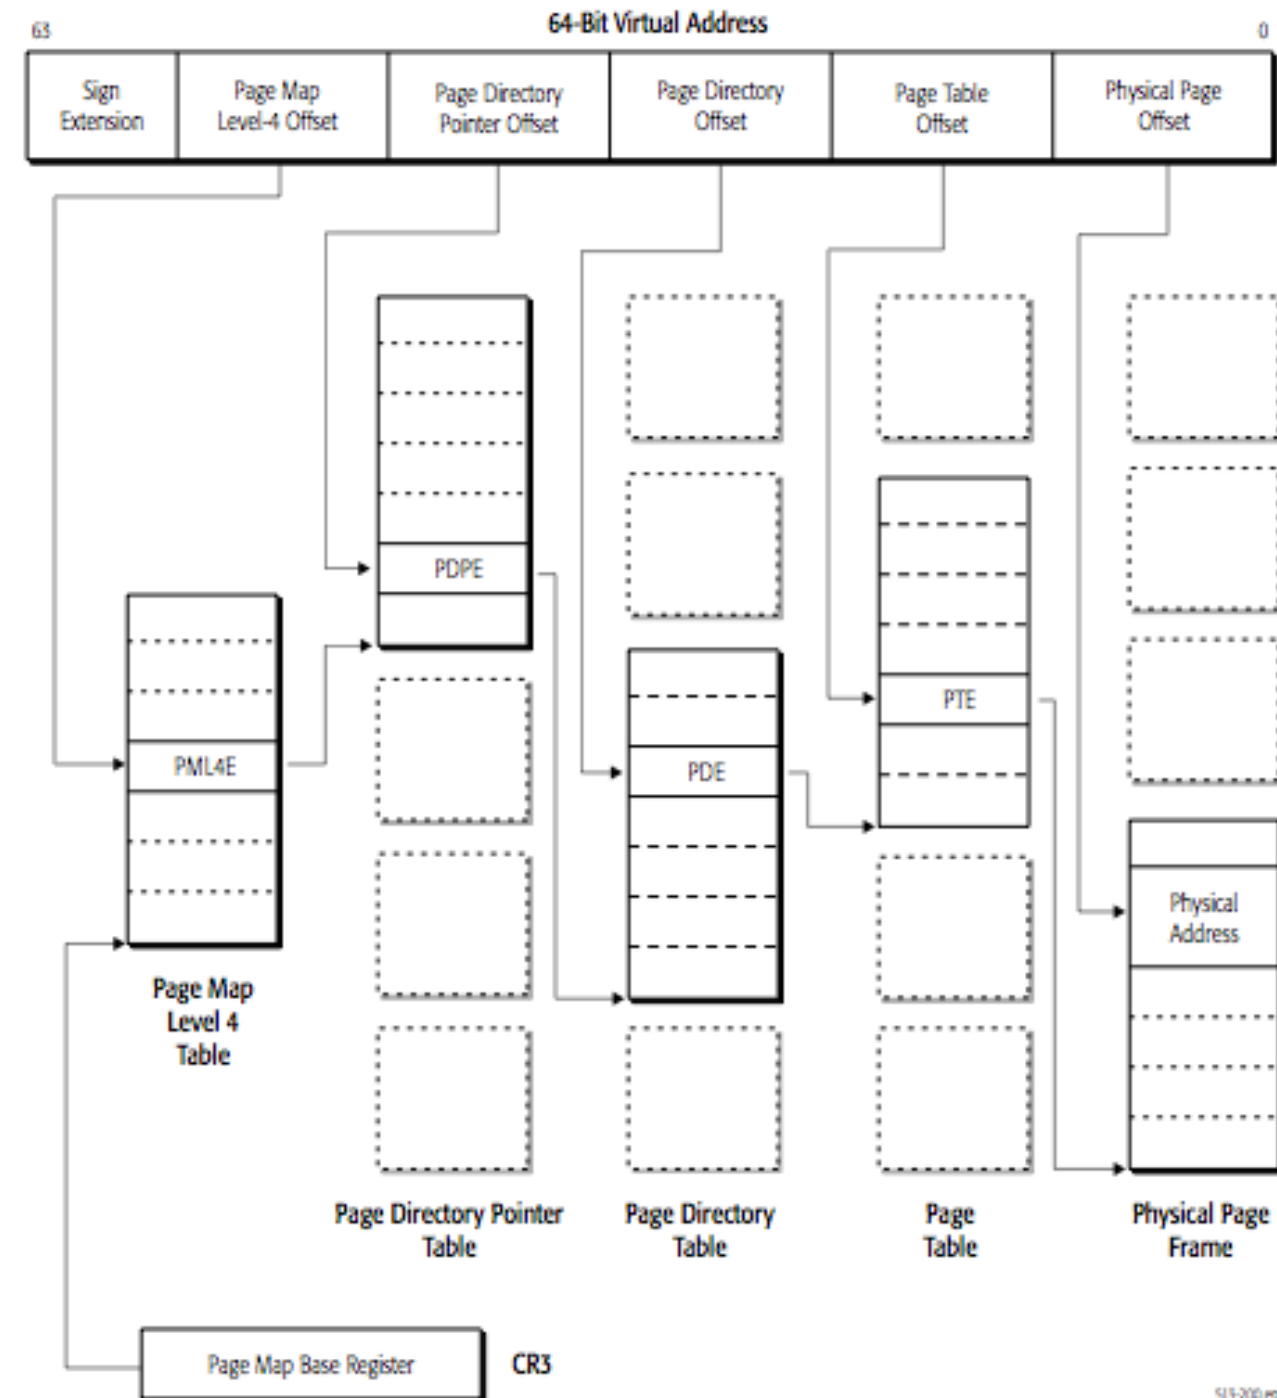 64-Bit Virtual Address
63
0
Sign
Extension
Page Map
Level-4 Offset
Page Directory
Pointer Offset
Page Directory
Offset
Page Table
Offset
Physical Page
Offset
PDPE
PTE
PML4E
PDE
Physical
Address
Page Map
Level 4
Table
Page Directory Pointer
Table
Page Directory
Table
Page
Table
Physical Page
Frame
Page Map Base Register
CR3